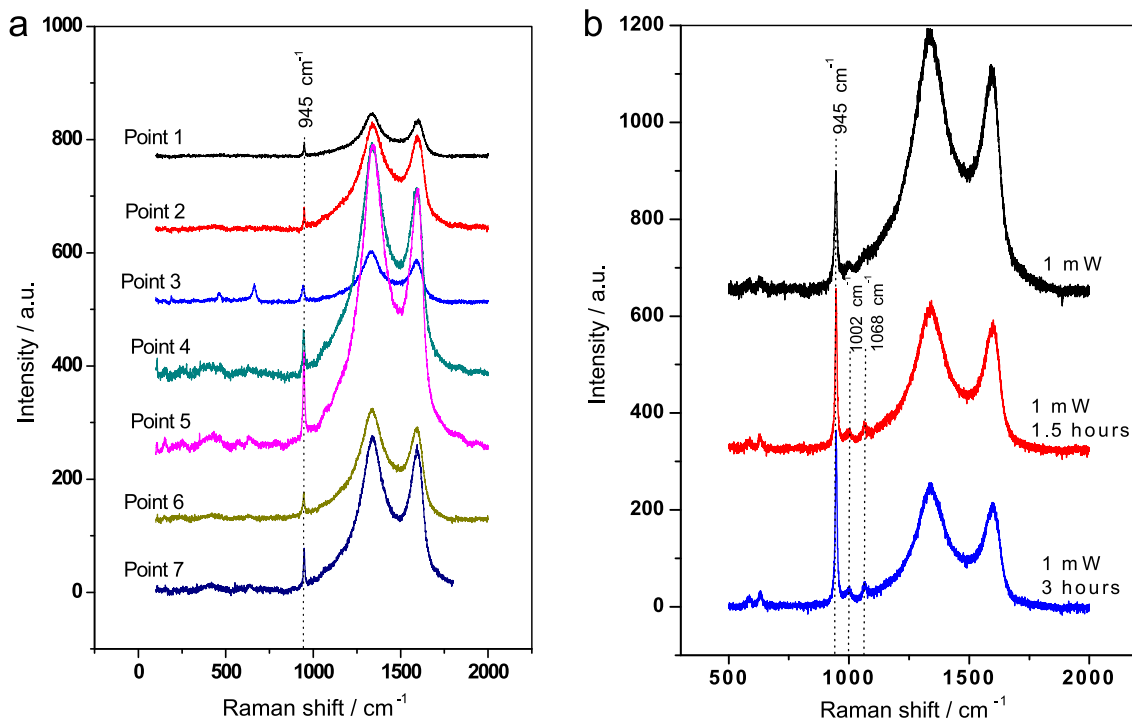 a
1000
800
600
400
200
0
Intensity / a.u.
945 cm⁻¹
Point 1
Point 2
Point 3
Point 4
Point 5
Point 6
Point 7
0 500 1000 1500 2000
Raman shift / cm⁻¹
b
1200
1000
800
600
400
200
0
Intensity / a.u.
945 cm⁻¹
1 mW
1002 cm⁻¹
1068 cm⁻¹
1 mW
1.5 hours
1 mW
3 hours
500 1000 1500 2000
Raman shift / cm⁻¹